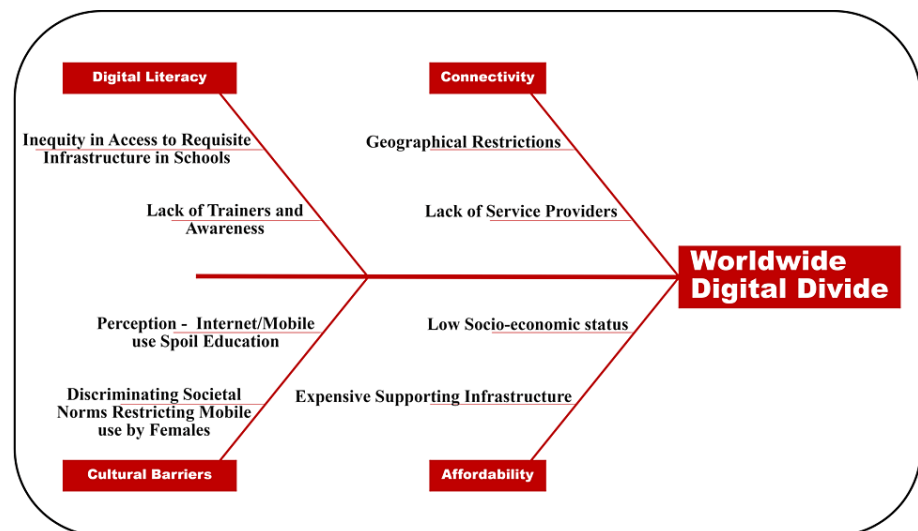 Digital Literacy
Connectivity
Inequity in Access to Requisite
Infrastructure in Schools
Geographical Restrictions
Lack of Trainers and
Awareness
Lack of Service Providers
Worldwide
Digital Divide
Perception - Internet/Mobile
use Spoil Education
Low Socio-economic status
Discriminating Societal
Norms Restricting Mobile
use by Females
Expensive Supporting Infrastructure
Cultural Barriers
Affordability